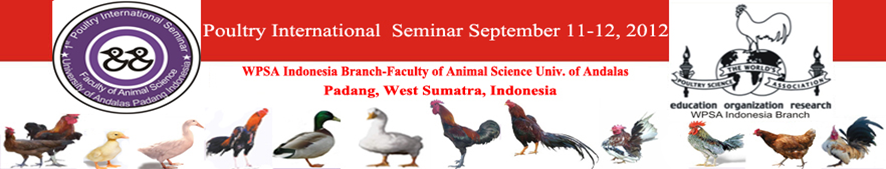 1st Poultry International Seminar
Faculty of Animal Science
University of Andalas Padang Indonesia
Poultry International Seminar September 11-12, 2012
WPSA Indonesia Branch-Faculty of Animal Science Univ. of Andalas
Padang, West Sumatra, Indonesia
THE WORLD'S
POULTRY SCIENCE ASSOCIATION
education organization research
WPSA Indonesia Branch